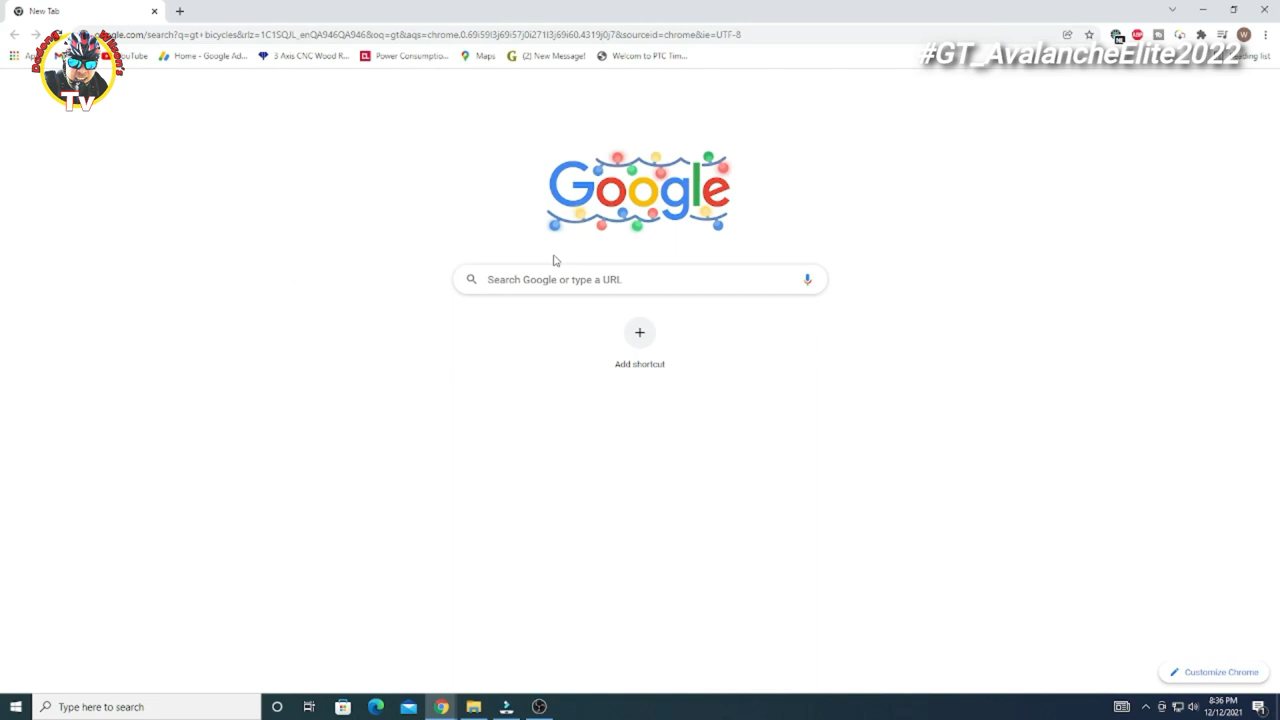 New Tab
google.com/search?q=gt+bicycles&rlz=1C1SQJL_enQA946QA946&oq=gt&aqs=chrome.0.69i59l3j69i57j0i271l3j69i60.4319j0j7&sourceid=chrome&ie=UTF-8
YouTube Home - Google Ad... 3 Axis CNC Wood R... Power Consumptio... Maps (2) New Message! Welcom to PTC Tim... list
#GT_AvalancheElite2022
Tv
Google
Search Google or type a URL
Add shortcut
Customize Chrome
Type here to search
8:36 PM
12/12/2021